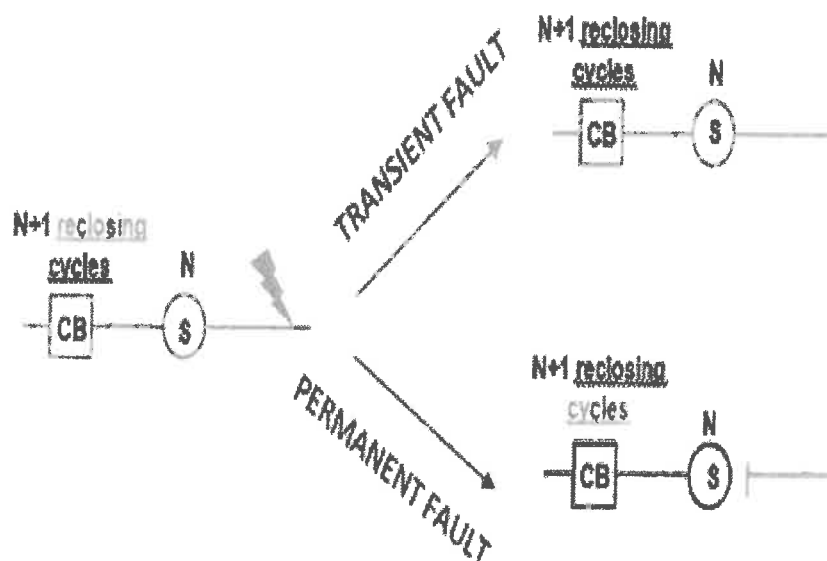 N+1 reclosing
cycles
N
CB
S
TRANSIENT FAULT
N+1 reclosing
cycles
N
CB
S
PERMANENT FAULT
N+1 reclosing
cycles
N
CB
S